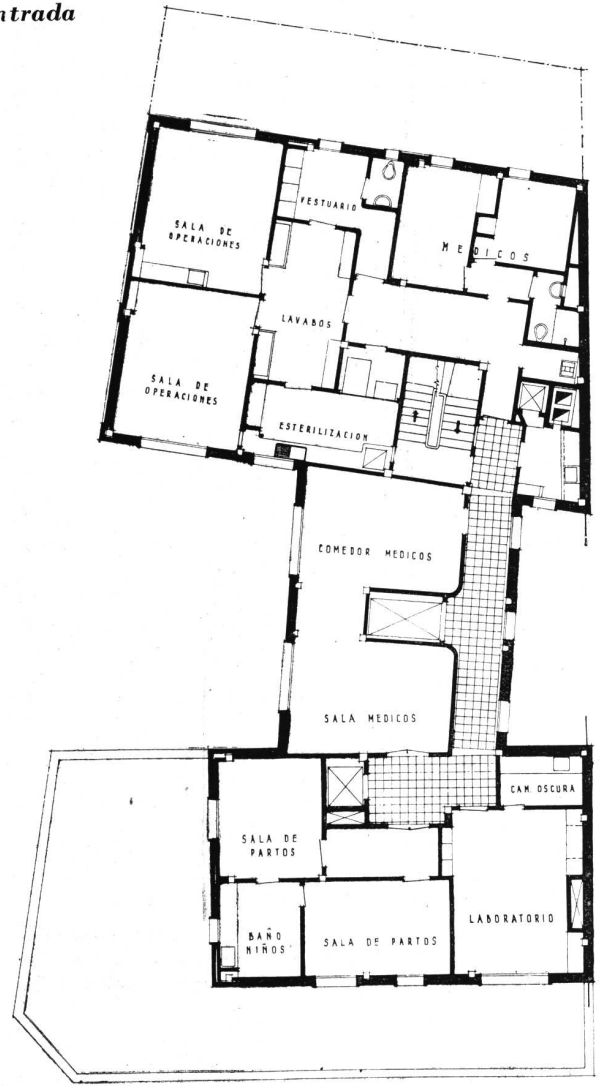 ntrada
VESTUARIO
SALA DE
OPERACIONES
MEDICOS
LAVABOS
SALA DE
OPERACIONES
ESTERILIZACION
COMEDOR MEDICOS
SALA MEDICOS
CAM. OSCURA
SALA DE
PARTOS
LABORATORIO
BAÑO
NIÑOS
SALA DE PARTOS